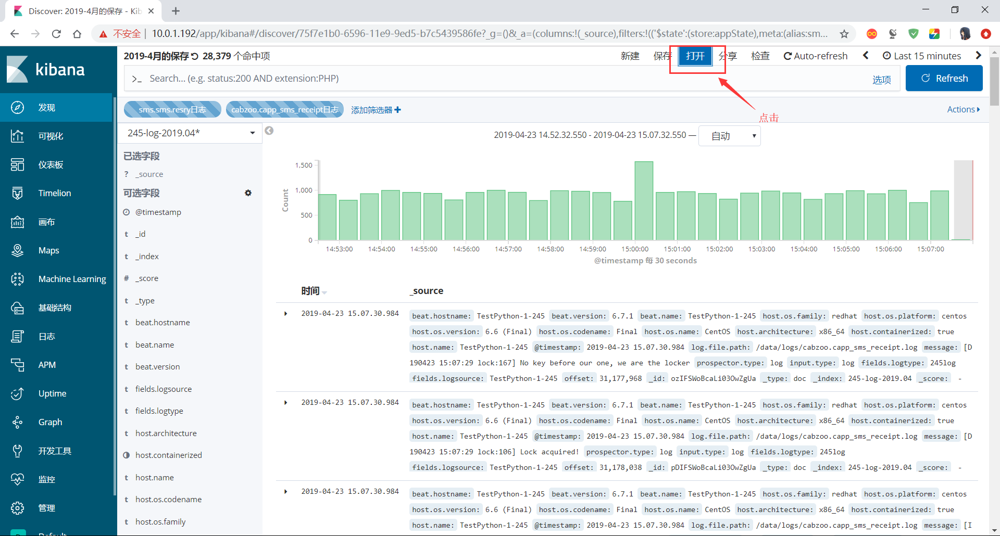 Discover: 2019-4月的保存 - Kib
不安全 | 10.0.1.192/app/kibana#/discover/75f7e1b0-6596-11e9-9ed5-b7c5439586fe?_g=()&_a=(columns:!(_source),filters:!(('$state':(store:appState),meta:(alias:sm...
kibana
2019-4月的保存 28,379 个命中项
新建 保存 打开 分享 检查 Auto-refresh Last 15 minutes
>_ Search... (e.g. status:200 AND extension:PHP) 选项 Refresh
sms.sms.resry日志 cabzoo.capp_sms_receipt日志 添加筛选器 Actions
点击
发现
可视化
仪表板
Timelion
画布
Maps
Machine Learning
基础结构
日志
APM
Uptime
Graph
开发工具
监控
管理
245-log-2019.04*
已选字段
? _source
可选字段
@timestamp
t _id
t _index
# _score
t _type
t beat.hostname
t beat.name
t beat.version
t fields.logsource
t fields.logtype
t host.architecture
host.containerized
t host.name
t host.os.codename
t host.os.family
2019-04-23 14.52.32.550 - 2019-04-23 15.07.32.550 — 自动
Count
1,500
1,000
500
0
14:53:00 14:54:00 14:55:00 14:56:00 14:57:00 14:58:00 14:59:00 15:00:00 15:01:00 15:02:00 15:03:00 15:04:00 15:05:00 15:06:00 15:07:00
@timestamp 每 30 seconds
时间 _source
2019-04-23 15.07.30.984 beat.hostname: TestPython-1-245 beat.version: 6.7.1 beat.name: TestPython-1-245 host.os.family: redhat host.os.platform: centos
host.os.version: 6.6 (Final) host.os.codename: Final host.os.name: CentOS host.architecture: x86_64 host.containerized: true
host.name: TestPython-1-245 @timestamp: 2019-04-23 15.07.30.984 log.file.path: /data/logs/cabzoo.capp_sms_receipt.log message: [D
190423 15:07:29 lock:167] No key before our one, we are the locker prospector.type: log input.type: log fields.logtype: 245log
fields.logsource: TestPython-1-245 offset: 31,177,968 _id: ozIFSWoBcaLi03OwZgUa _type: doc _index: 245-log-2019.04 _score: -
2019-04-23 15.07.30.984 beat.hostname: TestPython-1-245 beat.version: 6.7.1 beat.name: TestPython-1-245 host.os.family: redhat host.os.platform: centos
host.os.version: 6.6 (Final) host.os.codename: Final host.os.name: CentOS host.architecture: x86_64 host.containerized: true
host.name: TestPython-1-245 @timestamp: 2019-04-23 15.07.30.984 log.file.path: /data/logs/cabzoo.capp_sms_receipt.log message: [D
190423 15:07:29 lock:106] Lock acquired! prospector.type: log input.type: log fields.logtype: 245log
fields.logsource: TestPython-1-245 offset: 31,178,038 _id: pDIFSWoBcaLi03OwZgUa _type: doc _index: 245-log-2019.04 _score: -
2019-04-23 15.07.30.984 beat.hostname: TestPython-1-245 beat.version: 6.7.1 beat.name: TestPython-1-245 host.os.family: redhat host.os.platform: centos
host.os.version: 6.6 (Final) host.os.codename: Final host.os.name: CentOS host.architecture: x86_64 host.containerized: true
host.name: TestPython-1-245 @timestamp: 2019-04-23 15.07.30.984 log.file.path: /data/logs/cabzoo.capp_sms_receipt.log message: [I